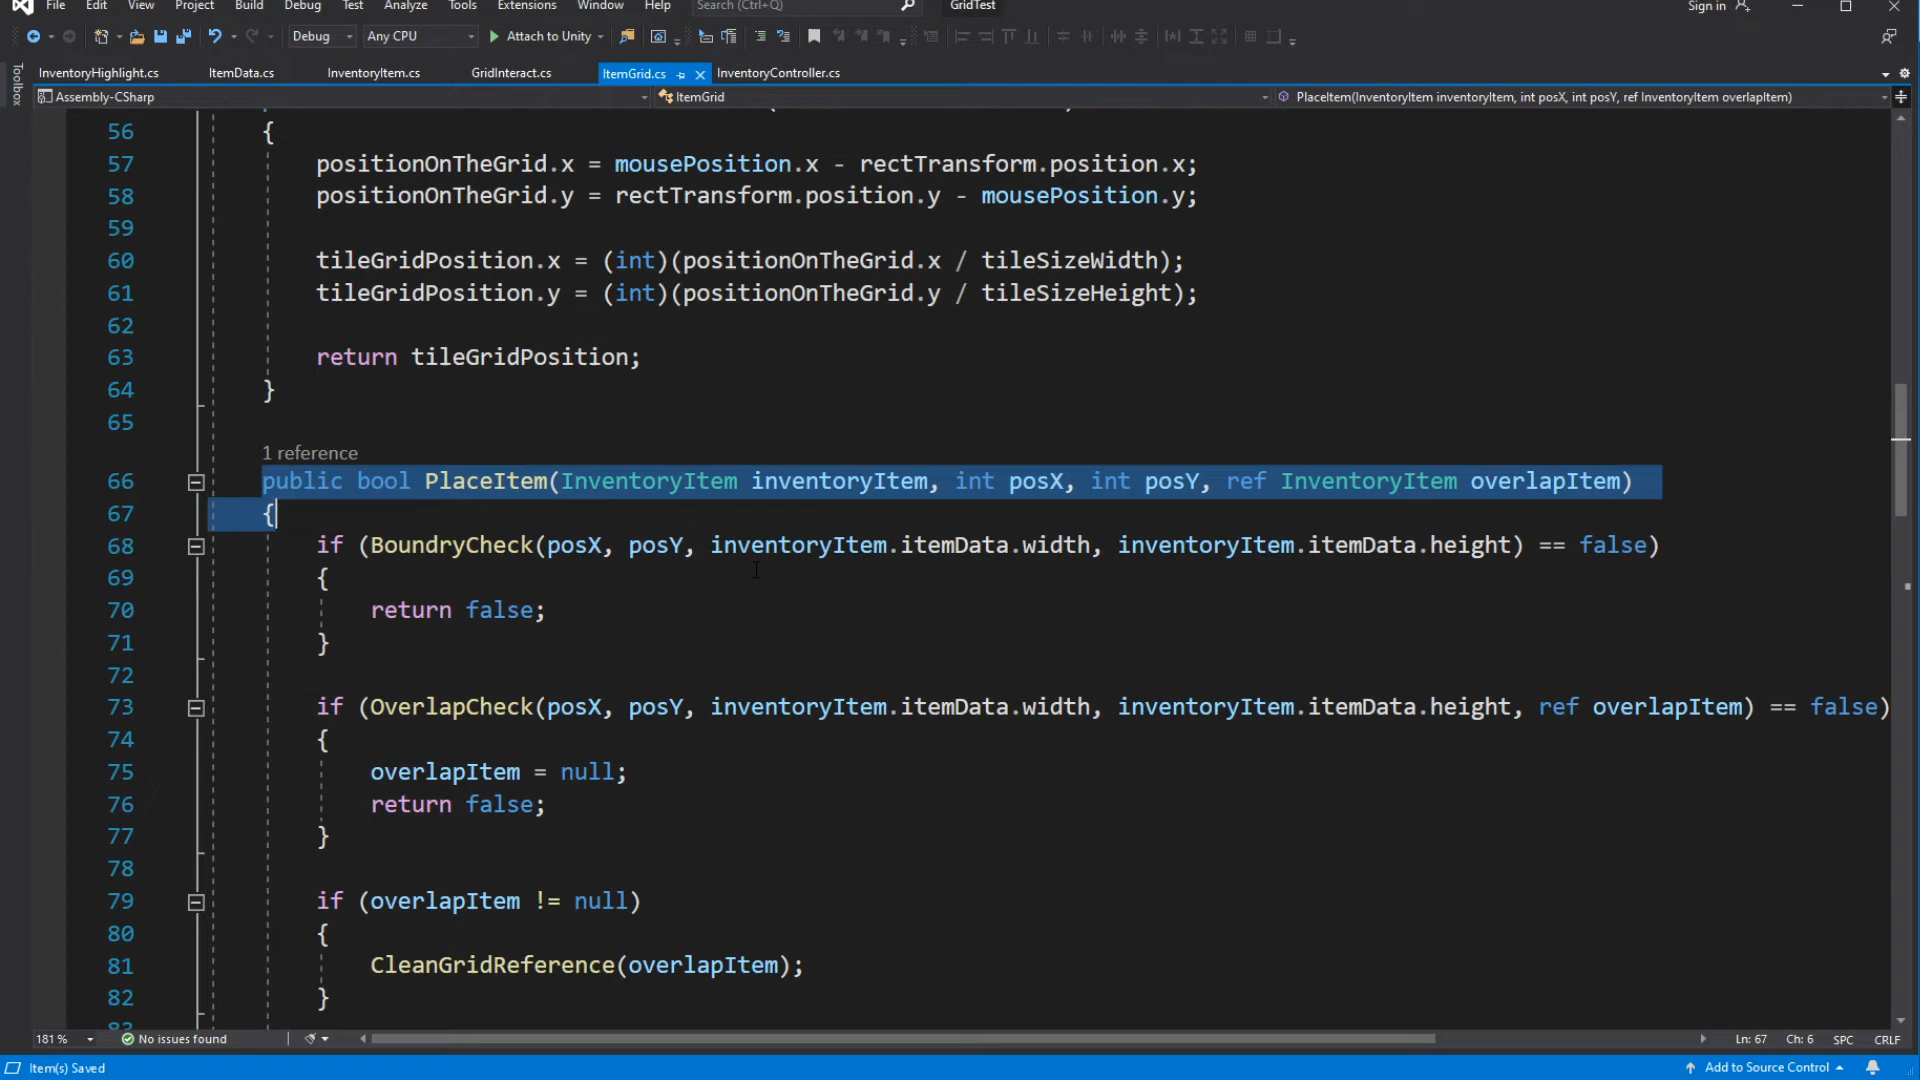 File Edit View Project Build Debug Test Analyze Tools Extensions Window Help Search (Ctrl+Q) GridTest Sign in
Debug Any CPU Attach to Unity
Toolbox
InventoryHighlight.cs ItemData.cs InventoryItem.cs GridInteract.cs ItemGrid.cs InventoryController.cs
Assembly-CSharp ItemGrid PlaceItem(InventoryItem inventoryItem, int posX, int posY, ref InventoryItem overlapItem)
56 {
57 positionOnTheGrid.x = mousePosition.x - rectTransform.position.x;
58 positionOnTheGrid.y = rectTransform.position.y - mousePosition.y;
59
60 tileGridPosition.x = (int)(positionOnTheGrid.x / tileSizeWidth);
61 tileGridPosition.y = (int)(positionOnTheGrid.y / tileSizeHeight);
62
63 return tileGridPosition;
64 }
65
1 reference
66 public bool PlaceItem(InventoryItem inventoryItem, int posX, int posY, ref InventoryItem overlapItem)
67 {
68 if (BoundryCheck(posX, posY, inventoryItem.itemData.width, inventoryItem.itemData.height) == false)
69 {
70 return false;
71 }
72
73 if (OverlapCheck(posX, posY, inventoryItem.itemData.width, inventoryItem.itemData.height, ref overlapItem) == false)
74 {
75 overlapItem = null;
76 return false;
77 }
78
79 if (overlapItem != null)
80 {
81 CleanGridReference(overlapItem);
82 }
83
181 % No issues found Ln: 67 Ch: 6 SPC CRLF
Item(s) Saved Add to Source Control